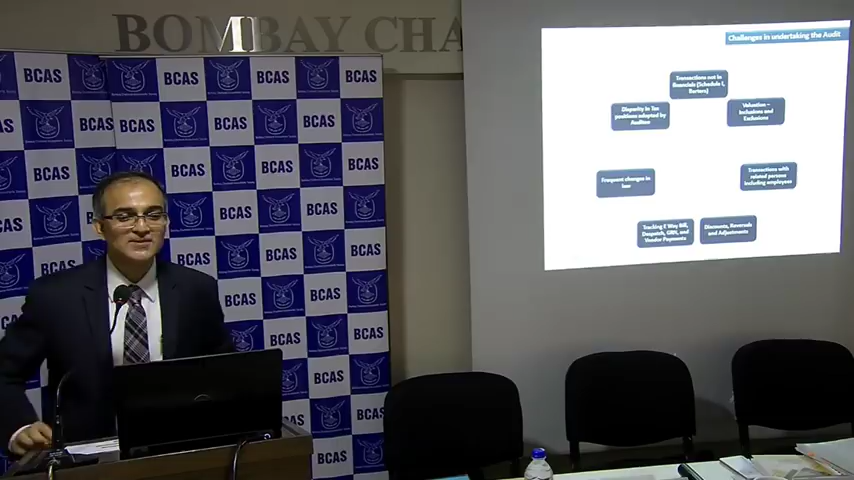 BOMBAY CHA
BCAS
Challenges in undertaking the Audit
Transactions not in
financials (Schedule I,
Barters)
Disparity in Tax
positions adopted by
Auditors
Valuation –
Inclusions and
Exclusions
Frequent changes in
law
Transactions with
related persons
including employees
Tracking E Way Bill,
Despatch, GRN, and
Vendor Payments
Discounts, Reversals
and Adjustments